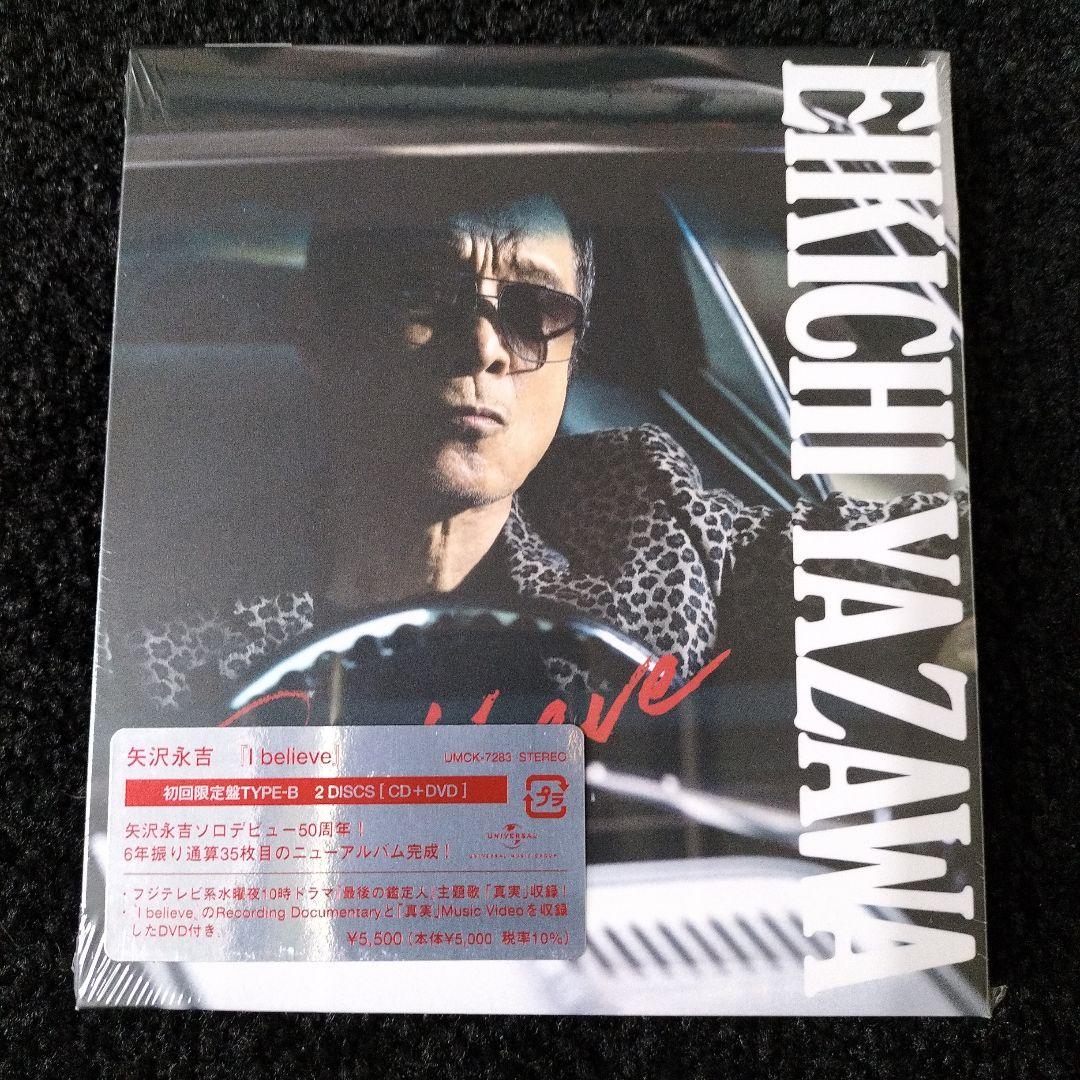 EIKICHI YAZAWA
eve
矢沢永吉 『I believe』 UMCK-7283 STEREO
初回限定盤TYPE-B 2 DISCS [ CD+DVD ]
プラ
矢沢永吉ソロデビュー50周年！
6年振り通算35枚目のニューアルバム完成！
UNIVERSAL
UNIVERSAL MUSIC GROUP
・フジテレビ系水曜夜10時ドラマ『最後の鑑定人』主題歌「真実」収録！
・「I believe」のRecording Documentaryと「真実」Music Videoを収録
したDVD付き。
¥5,500 (本体¥5,000 税率10%)